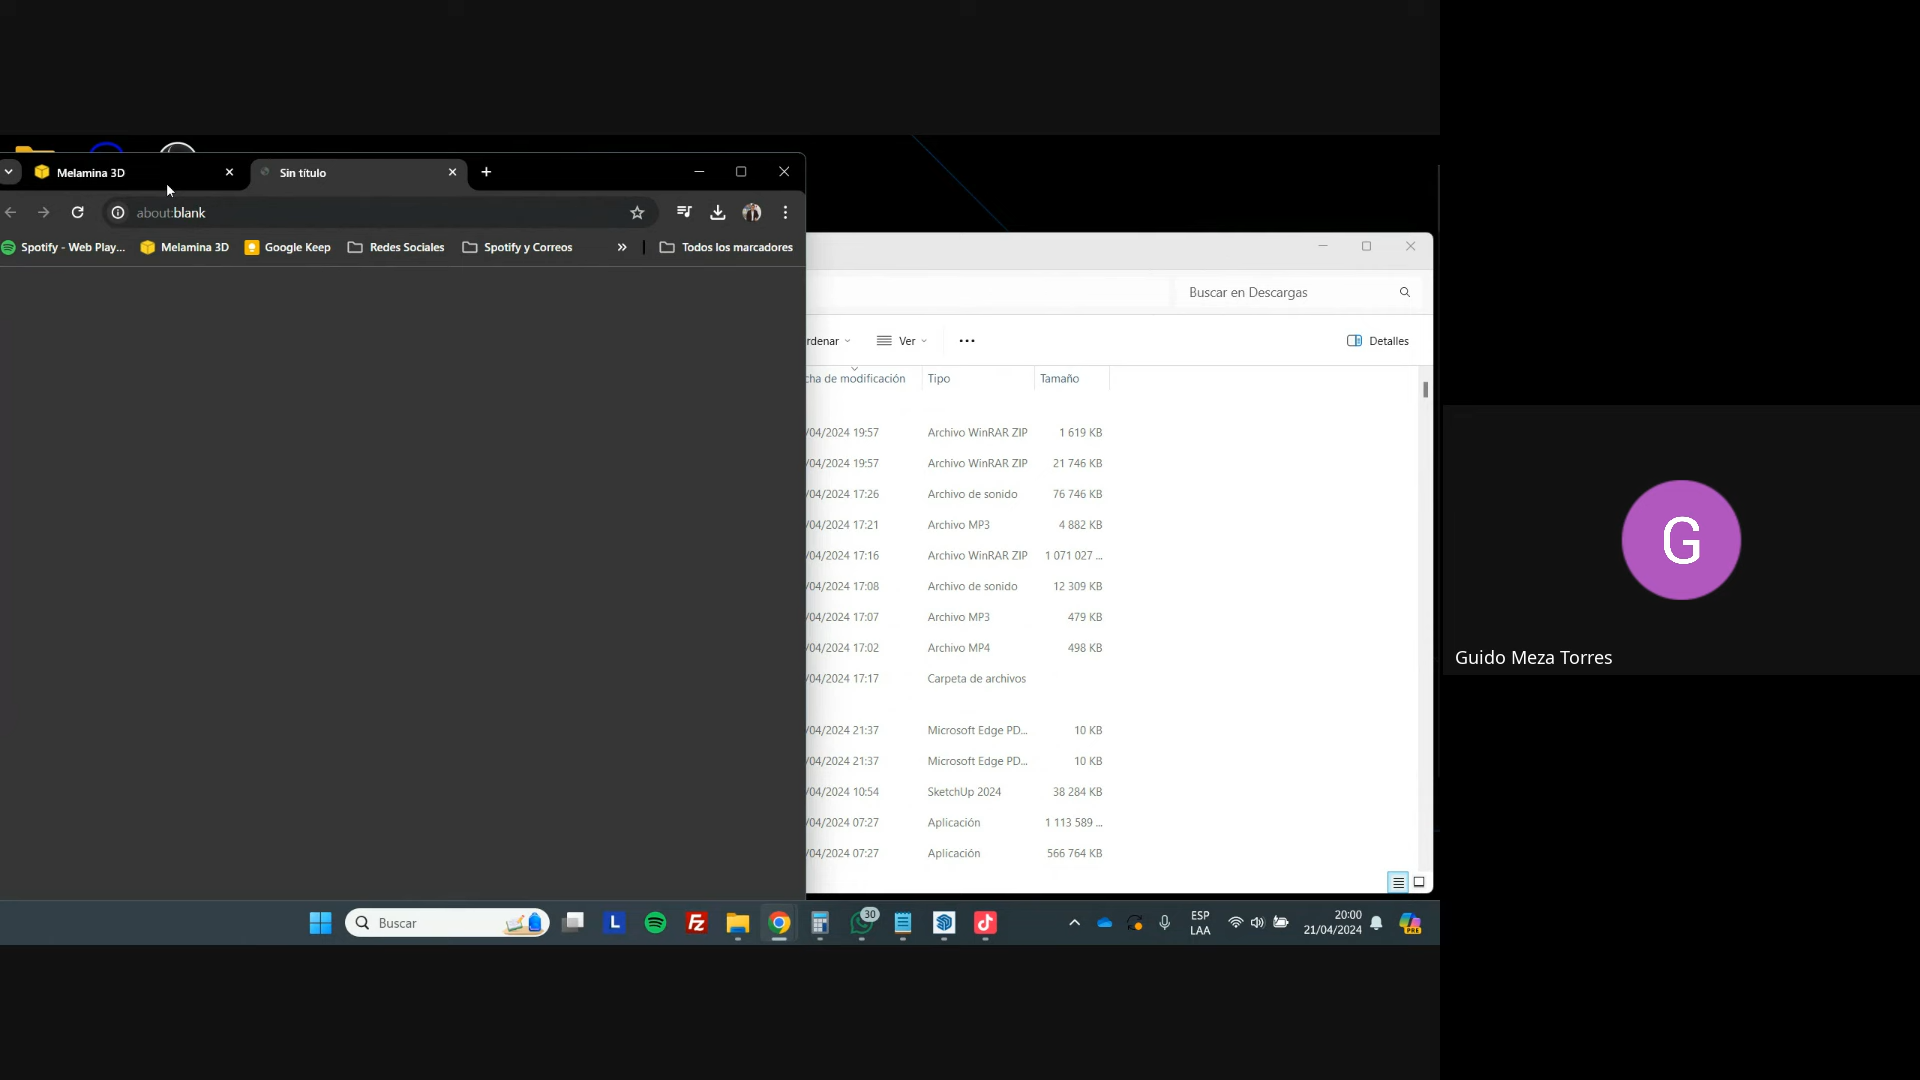 Melamina 3D
Sin título
about:blank
Spotify - Web Play...
Melamina 3D
Google Keep
Redes Sociales
Spotify y Correos
»
Todos los marcadores
Buscar en Descargas
rdenar
Ver
Detalles
cha de modificación
Tipo
Tamaño
/04/2024 19:57 Archivo WinRAR ZIP 1 619 KB
/04/2024 19:57 Archivo WinRAR ZIP 21 746 KB
/04/2024 17:26 Archivo de sonido 76 746 KB
/04/2024 17:21 Archivo MP3 4 882 KB
/04/2024 17:16 Archivo WinRAR ZIP 1 071 027 ...
/04/2024 17:08 Archivo de sonido 12 309 KB
/04/2024 17:07 Archivo MP3 479 KB
/04/2024 17:02 Archivo MP4 498 KB
/04/2024 17:17 Carpeta de archivos
/04/2024 21:37 Microsoft Edge PD... 10 KB
/04/2024 21:37 Microsoft Edge PD... 10 KB
/04/2024 10:54 SketchUp 2024 38 284 KB
/04/2024 07:27 Aplicación 1 113 589 ...
/04/2024 07:27 Aplicación 566 764 KB
G
Guido Meza Torres
Buscar
L
Fz
30
ESP
LAA
20:00
21/04/2024
PRE